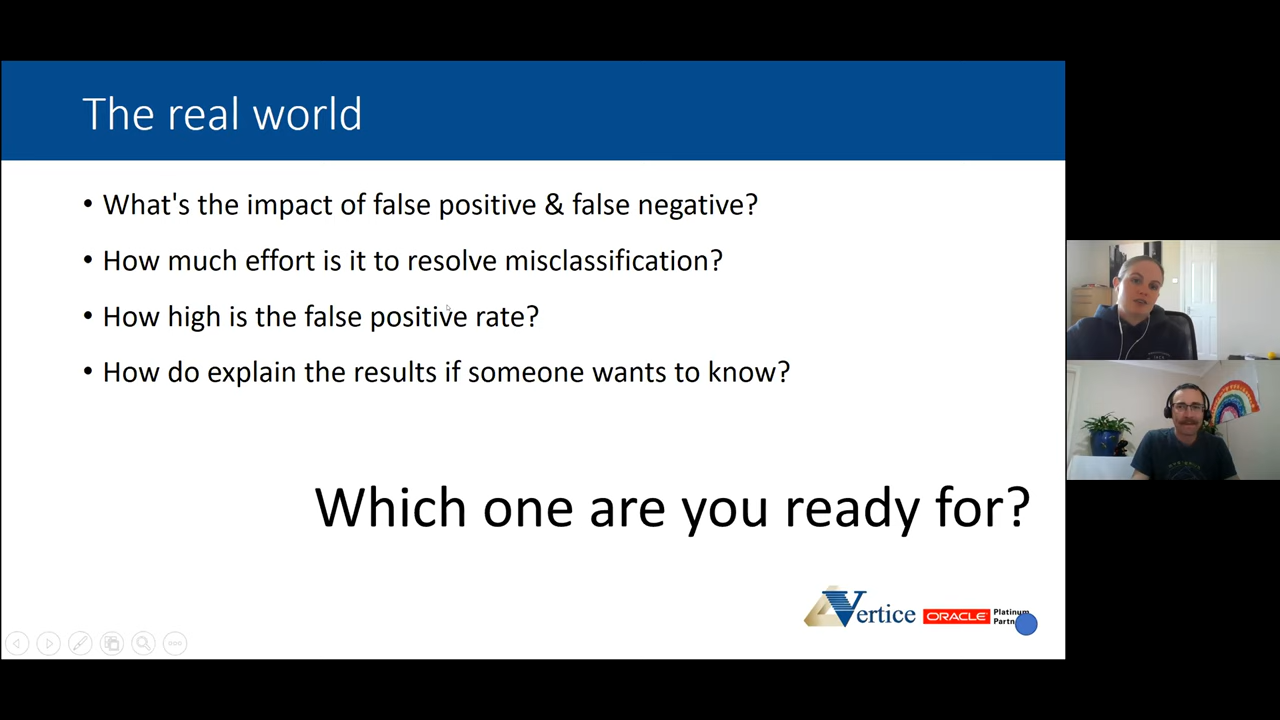 The real world
• What's the impact of false positive & false negative?
• How much effort is it to resolve misclassification?
• How high is the false positive rate?
• How do explain the results if someone wants to know?
Which one are you ready for?
Vertice ORACLE Platinum